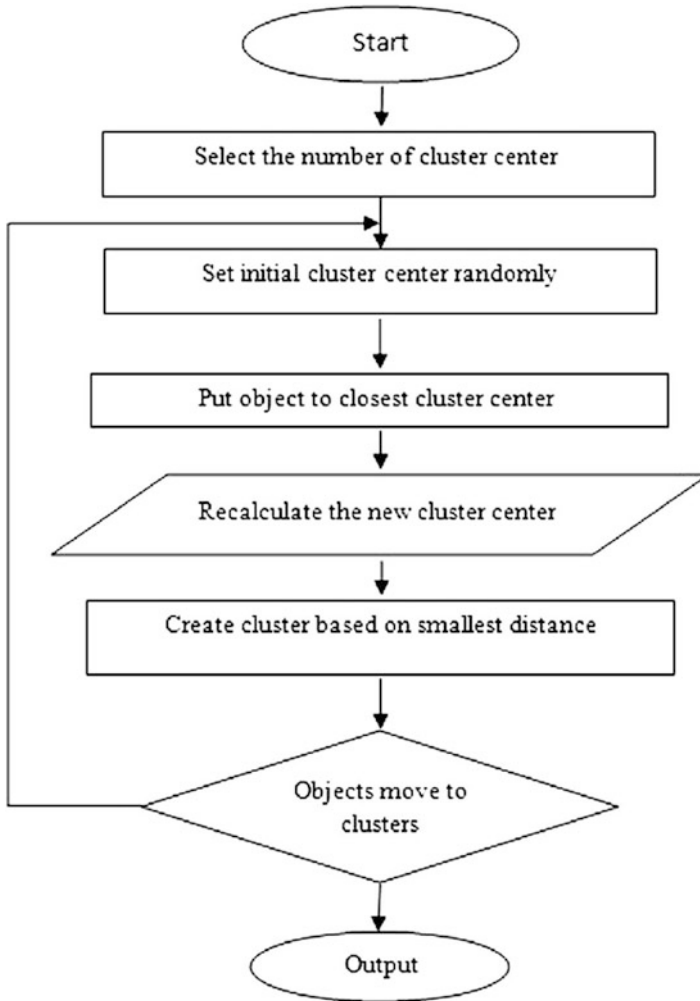 Start
Select the number of cluster center
Set initial cluster center randomly
Put object to closest cluster center
Recalculate the new cluster center
Create cluster based on smallest distance
Objects move to
clusters
Output